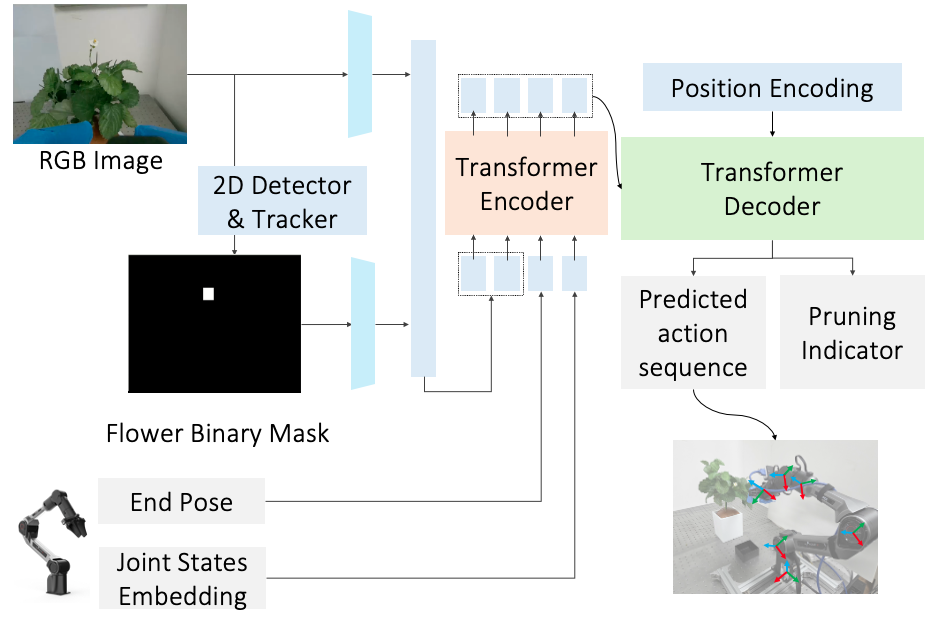 RGB Image
2D Detector
& Tracker
Flower Binary Mask
End Pose
Joint States
Embedding
Transformer
Encoder
Position Encoding
Transformer
Decoder
Predicted
action
sequence
Pruning
Indicator